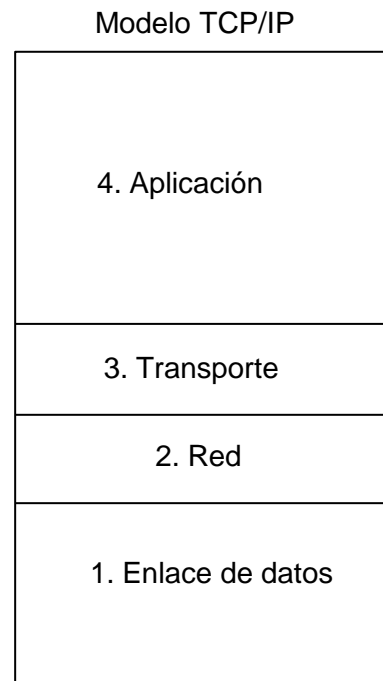 Modelo TCP/IP
4. Aplicación
3. Transporte
2. Red
1. Enlace de datos